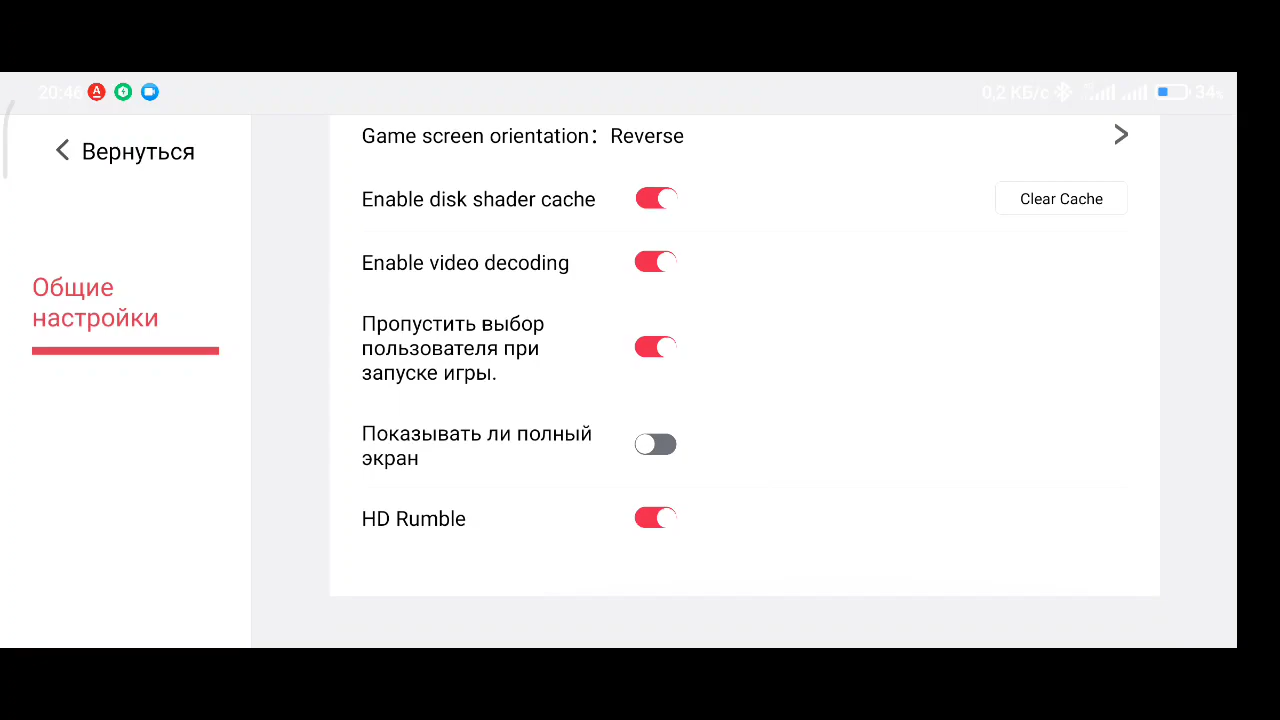 20:46
0,2 КБ/с
34%
Вернуться
Общие
настройки
Game screen orientation： Reverse
Enable disk shader cache
Clear Cache
Enable video decoding
Пропустить выбор
пользователя при
запуске игры.
Показывать ли полный
экран
HD Rumble